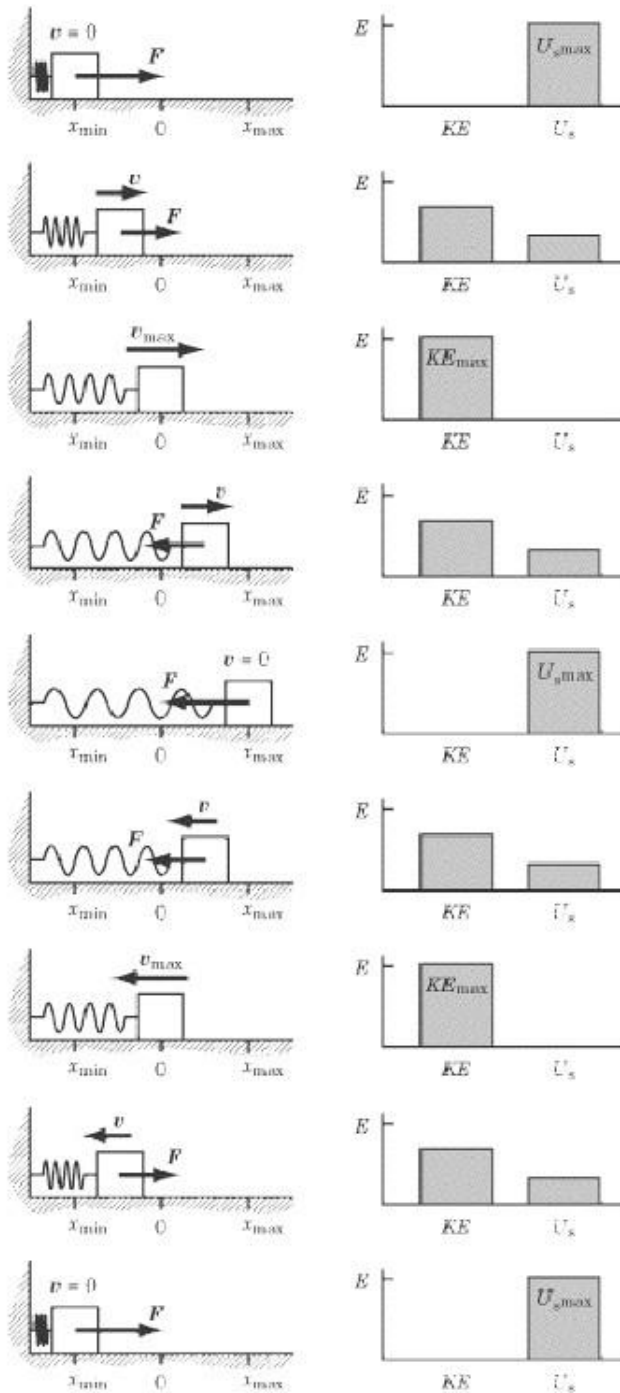 v = 0
F
x_min 0 x_max
E
U_s max
KE U_s
v
F
x_min 0 x_max
E
KE U_s
v_max
x_min 0 x_max
E
KE_max
KE U_s
v
F
x_min 0 x_max
E
KE U_s
v = 0
F
x_min 0 x_max
E
U_s max
KE U_s
v
F
x_min 0 x_max
E
KE U_s
v_max
x_min 0 x_max
E
KE_max
KE U_s
v
F
x_min 0 x_max
E
KE U_s
v = 0
F
x_min 0 x_max
E
U_s max
KE U_s